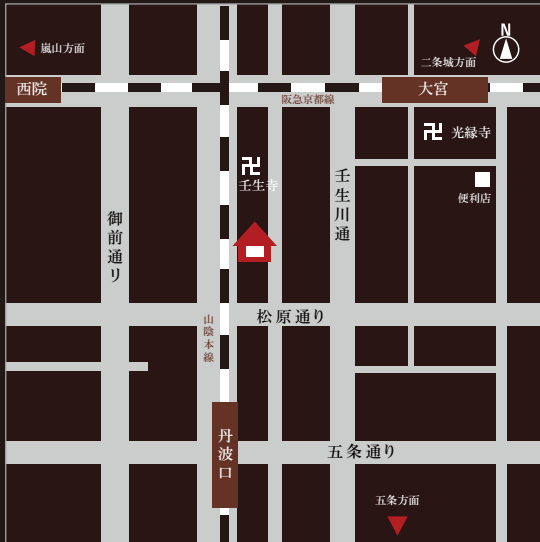 N
嵐山方面
二条城方面
西院
大宮
阪急京都線
光縁寺
壬生寺
壬生川通
便利店
御前通り
松原通り
山陰本線
丹波口
五条通り
五条方面